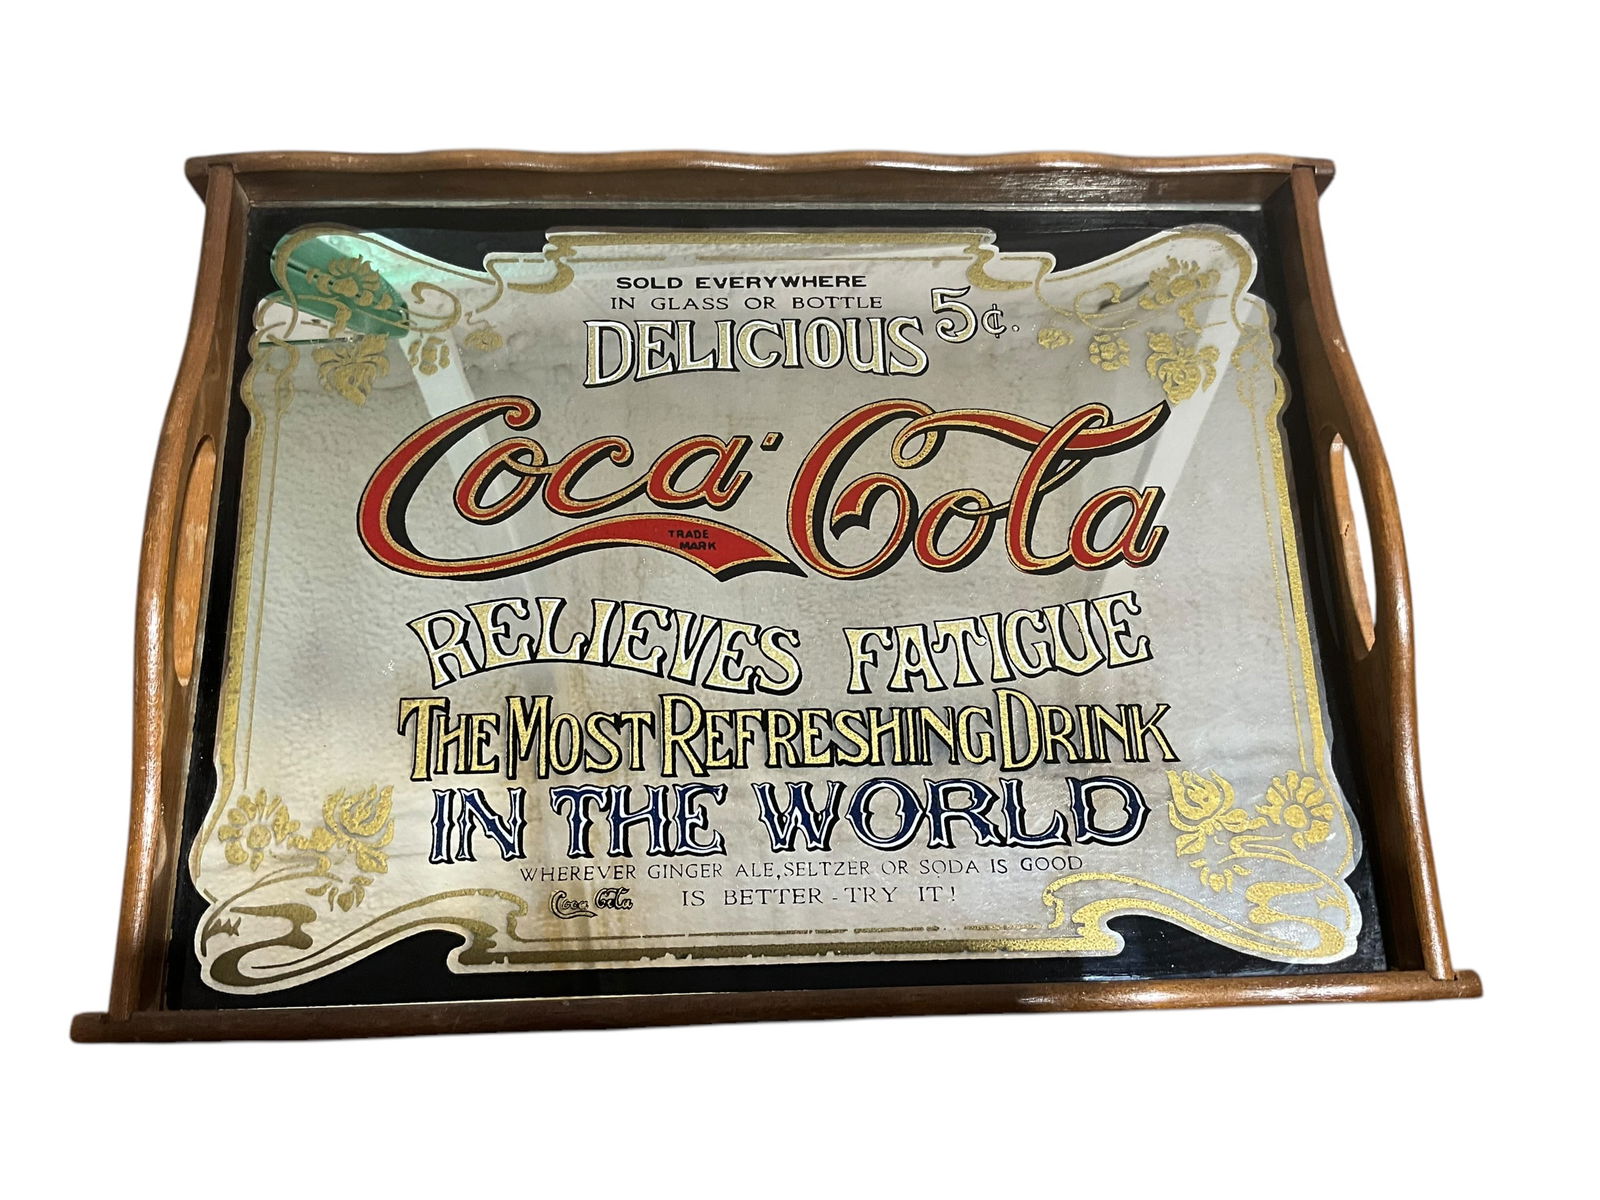 SOLD EVERYWHERE
IN GLASS OR BOTTLE
DELICIOUS 5¢.
Coca-Cola
TRADE
MARK
RELIEVES FATIGUE
THE MOST REFRESHING DRINK
IN THE WORLD
WHEREVER GINGER ALE, SELTZER OR SODA IS GOOD
Coca Cola IS BETTER - TRY IT!